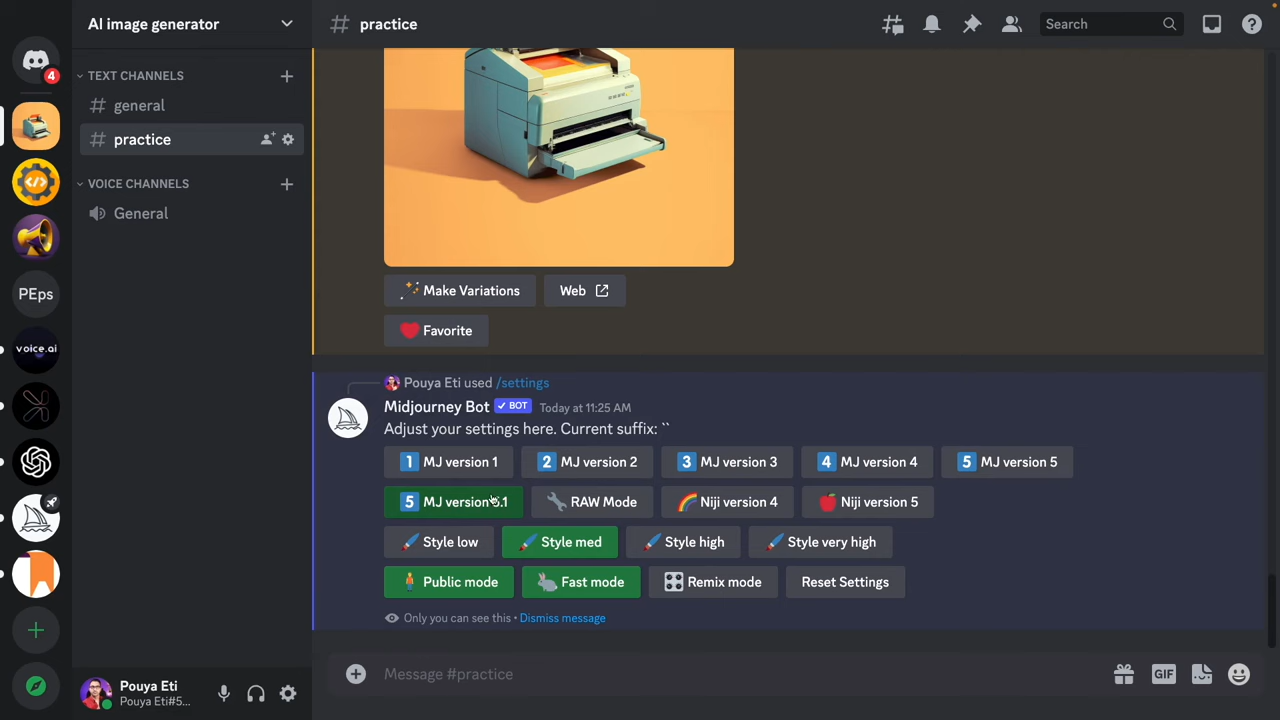 AI image generator
practice
Search
4
TEXT CHANNELS
general
practice
VOICE CHANNELS
General
PEps
voice.ai
Make Variations
Web
Favorite
Pouya Eti used /settings
Midjourney Bot ✓ BOT Today at 11:25 AM
Adjust your settings here. Current suffix: ``
1 MJ version 1
2 MJ version 2
3 MJ version 3
4 MJ version 4
5 MJ version 5
5 MJ version 5.1
RAW Mode
Niji version 4
Niji version 5
Style low
Style med
Style high
Style very high
Public mode
Fast mode
Remix mode
Reset Settings
Only you can see this • Dismiss message
Message #practice
GIF
Pouya Eti
Pouya Eti#5...